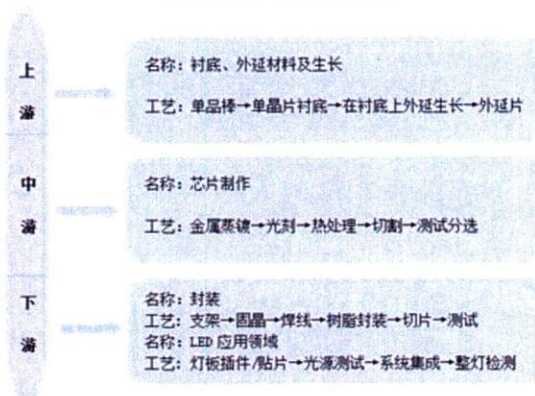 上
游
名称：衬底、外延材料及生长
工艺：单品棒→单晶片衬底→在衬底上外延生长→外延片
中
游
名称：芯片制作
工艺：金属蒸镀→光刻→热处理→切割→测试分选
下
游
名称：封装
工艺：支架→固晶→焊线→树脂封装→切片→测试
名称：LED 应用领域
工艺：灯板插件/贴片→光源测试→系统集成→整灯检测